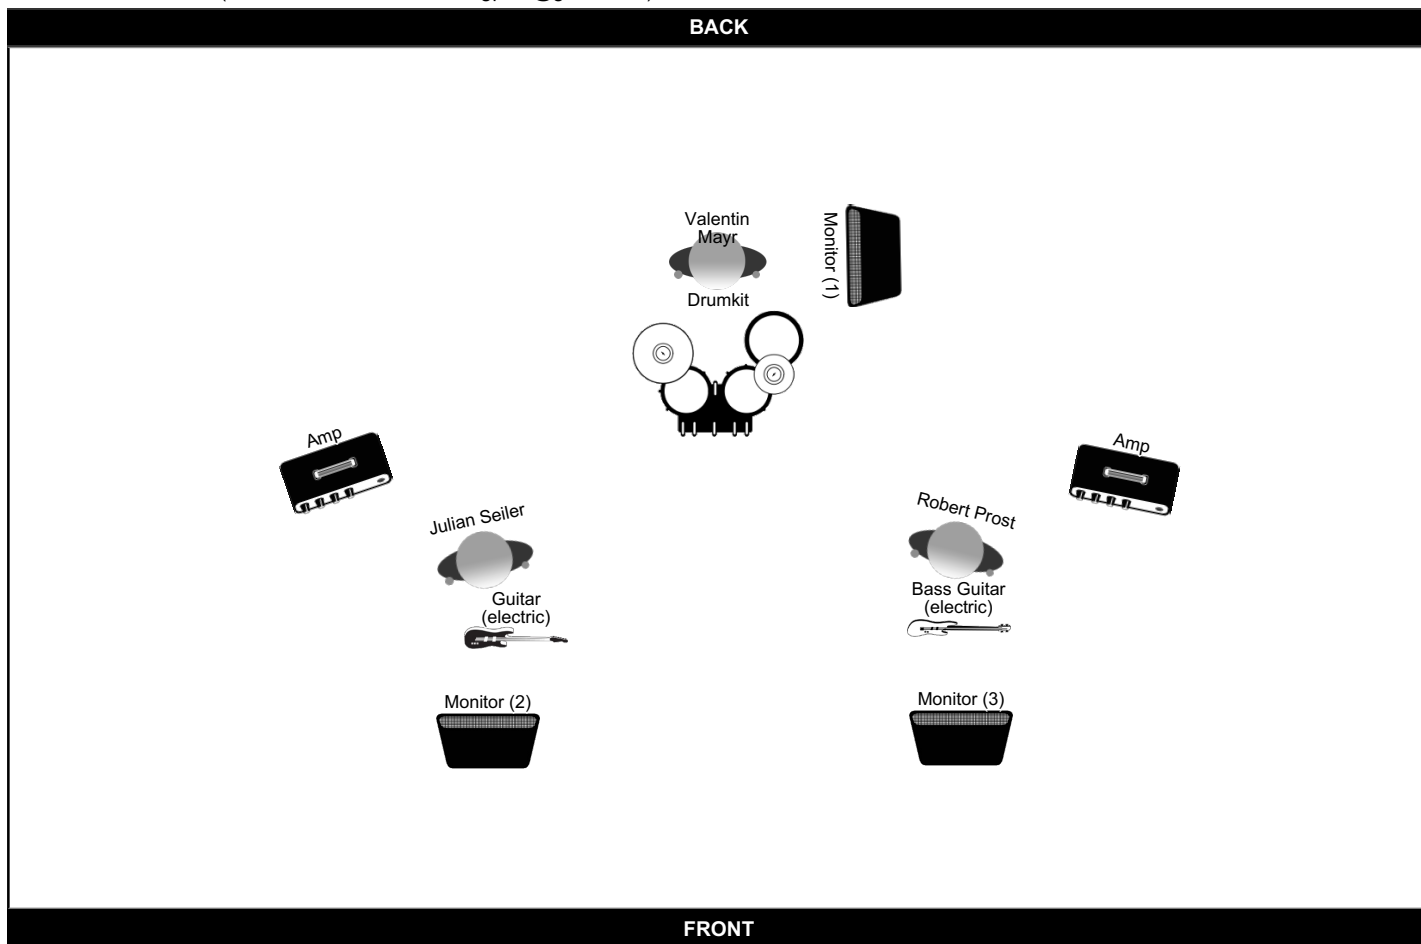 BACK
Valentin
Mayr
Monitor (1)
Drumkit
Amp
Amp
Julian Seiler
Robert Prost
Guitar
(electric)
Bass Guitar
(electric)
Monitor (2)
Monitor (3)
FRONT